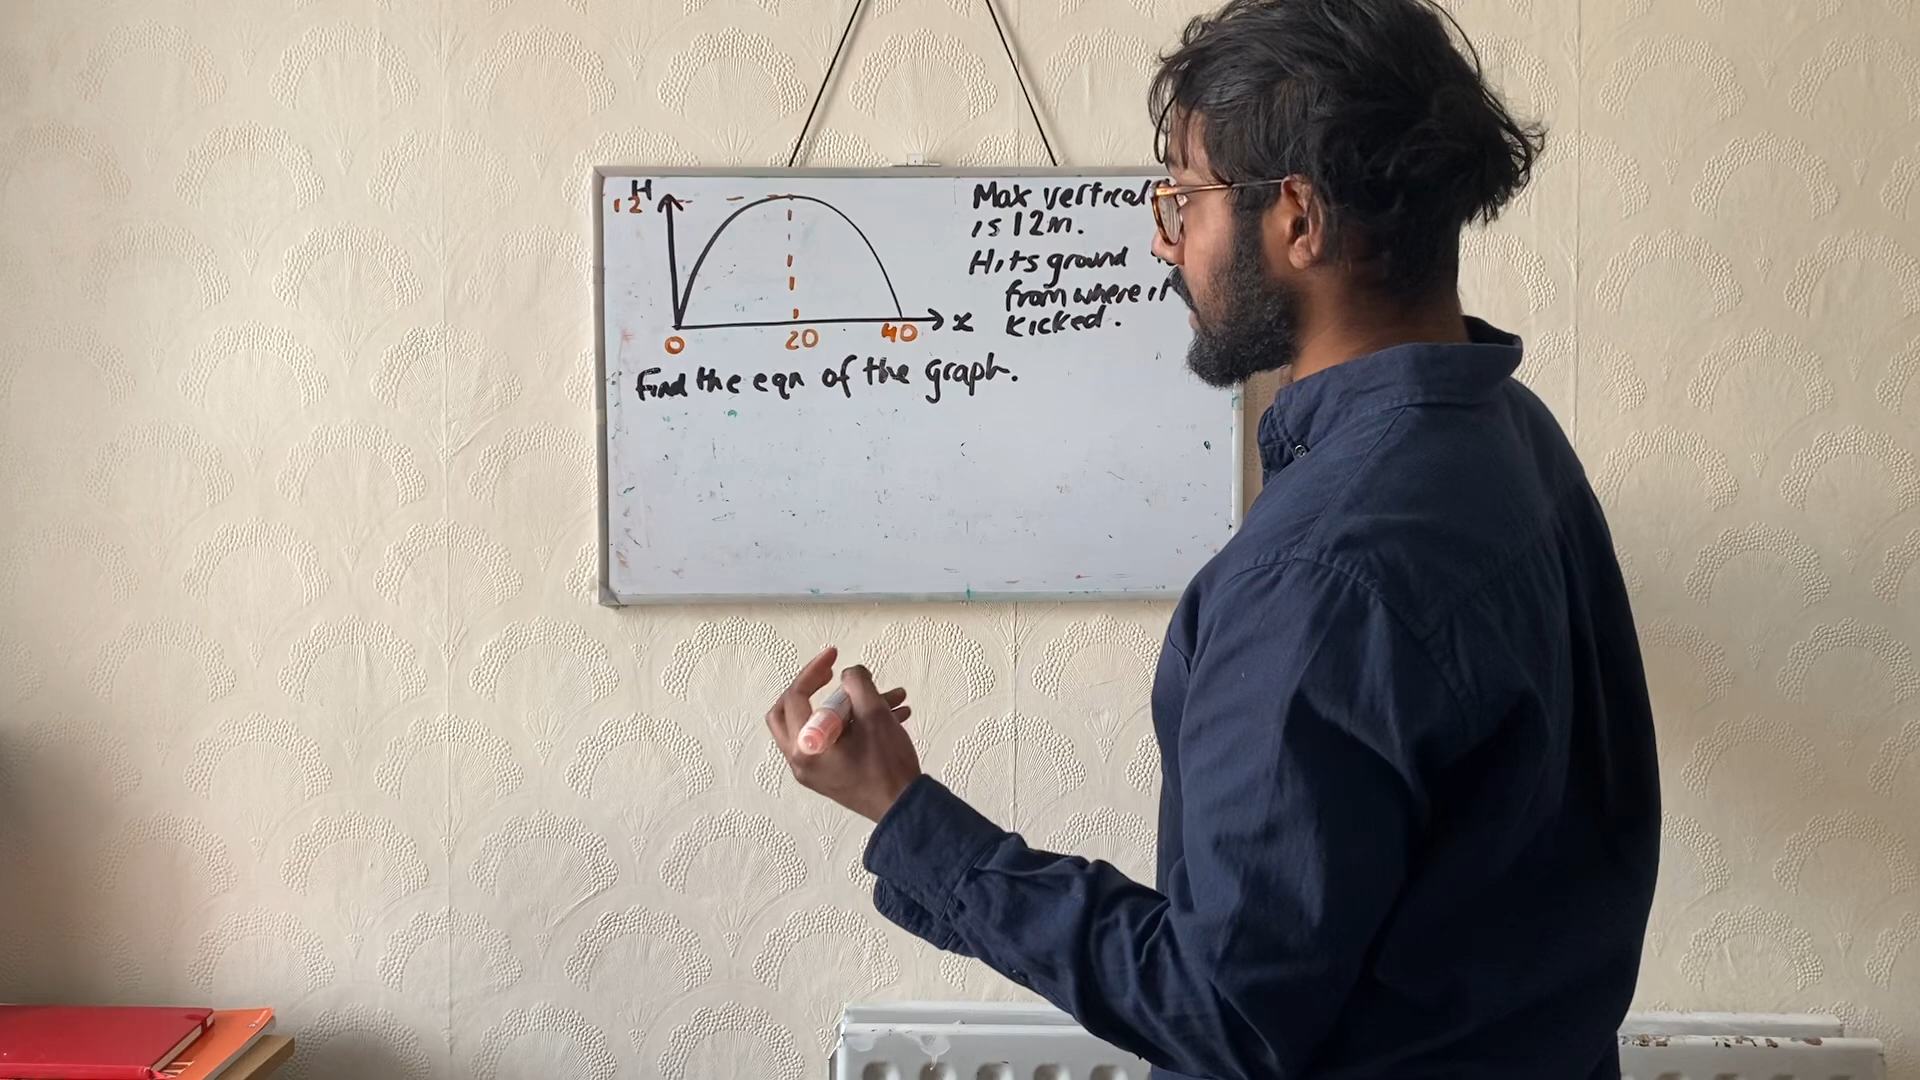 H
12
0
20
40
x
Max vertical
is 12m.
Hits ground
from where it
kicked.
Find the eqn of the graph.